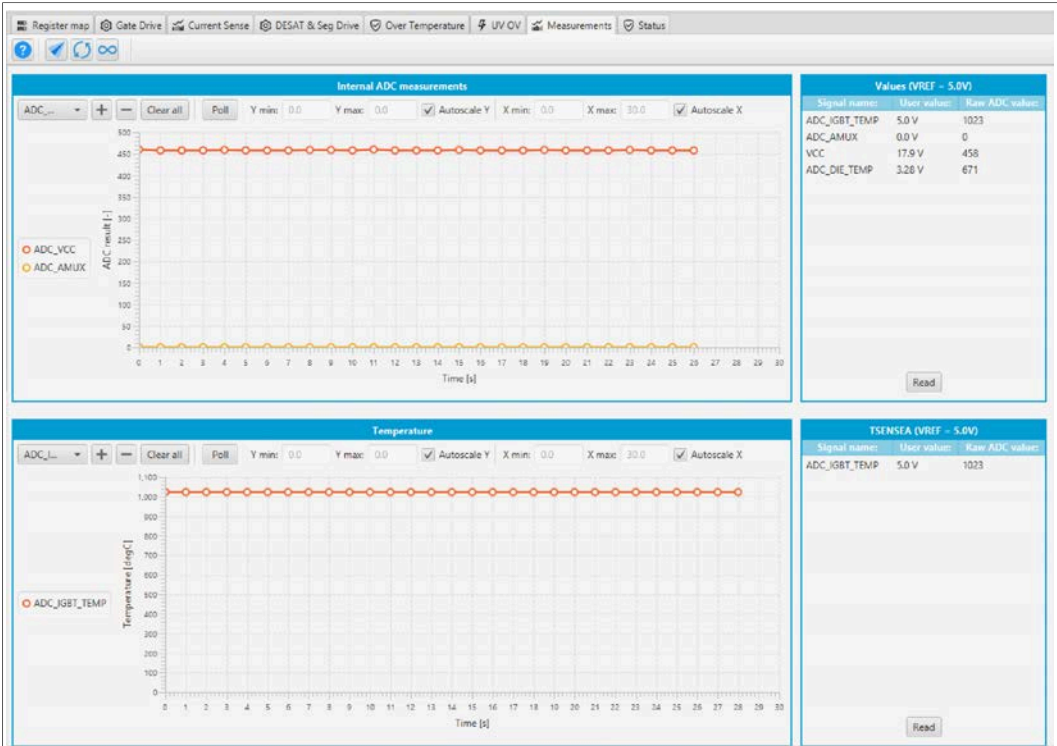 Register map Gate Drive Current Sense DESAT & Seg Drive Over Temperature UV OV Measurements Status
Internal ADC measurements
ADC_... + − Clear all Poll Y min: 0.0 Y max: 0.0 Autoscale Y X min: 0.0 X max: 30.0 Autoscale X
500
450
400
350
300
250
200
150
100
50
0
ADC result [-]
ADC_VCC
ADC_AMUX
0 1 2 3 4 5 6 7 8 9 10 11 12 13 14 15 16 17 18 19 20 21 22 23 24 25 26 27 28 29 30
Time [s]
Values (VREF = 5.0V)
Signal name: User value: Raw ADC value:
ADC_IGBT_TEMP 5.0 V 1023
ADC_AMUX 0.0 V 0
VCC 17.9 V 458
ADC_DIE_TEMP 3.28 V 671
Read
Temperature
ADC_I... + − Clear all Poll Y min: 0.0 Y max: 0.0 Autoscale Y X min: 0.0 X max: 30.0 Autoscale X
1,100
1,000
900
800
700
600
500
400
300
200
100
0
Temperature [degC]
ADC_IGBT_TEMP
0 1 2 3 4 5 6 7 8 9 10 11 12 13 14 15 16 17 18 19 20 21 22 23 24 25 26 27 28 29 30
Time [s]
TSENSEA (VREF = 5.0V)
Signal name: User value: Raw ADC value:
ADC_IGBT_TEMP 5.0 V 1023
Read